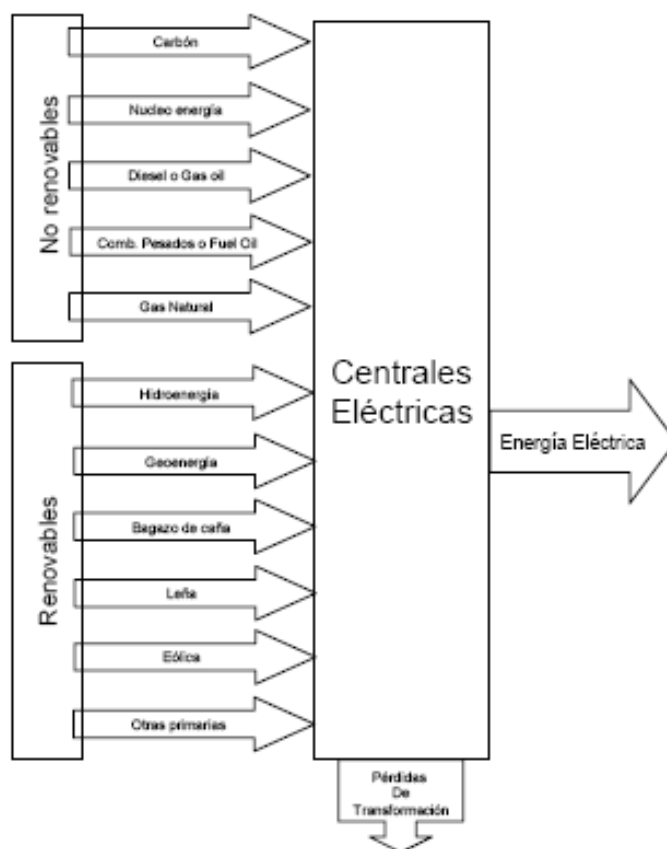 No renovables
Carbón
Nucleo energía
Diesel o Gas oil
Comb. Pesados o Fuel Oil
Gas Natural
Renovables
Hidroenergía
Geoenergía
Bagazo de caña
Leña
Eólica
Otras primarias
Centrales
Eléctricas
Energía Eléctrica
Pérdidas
De
Transformación